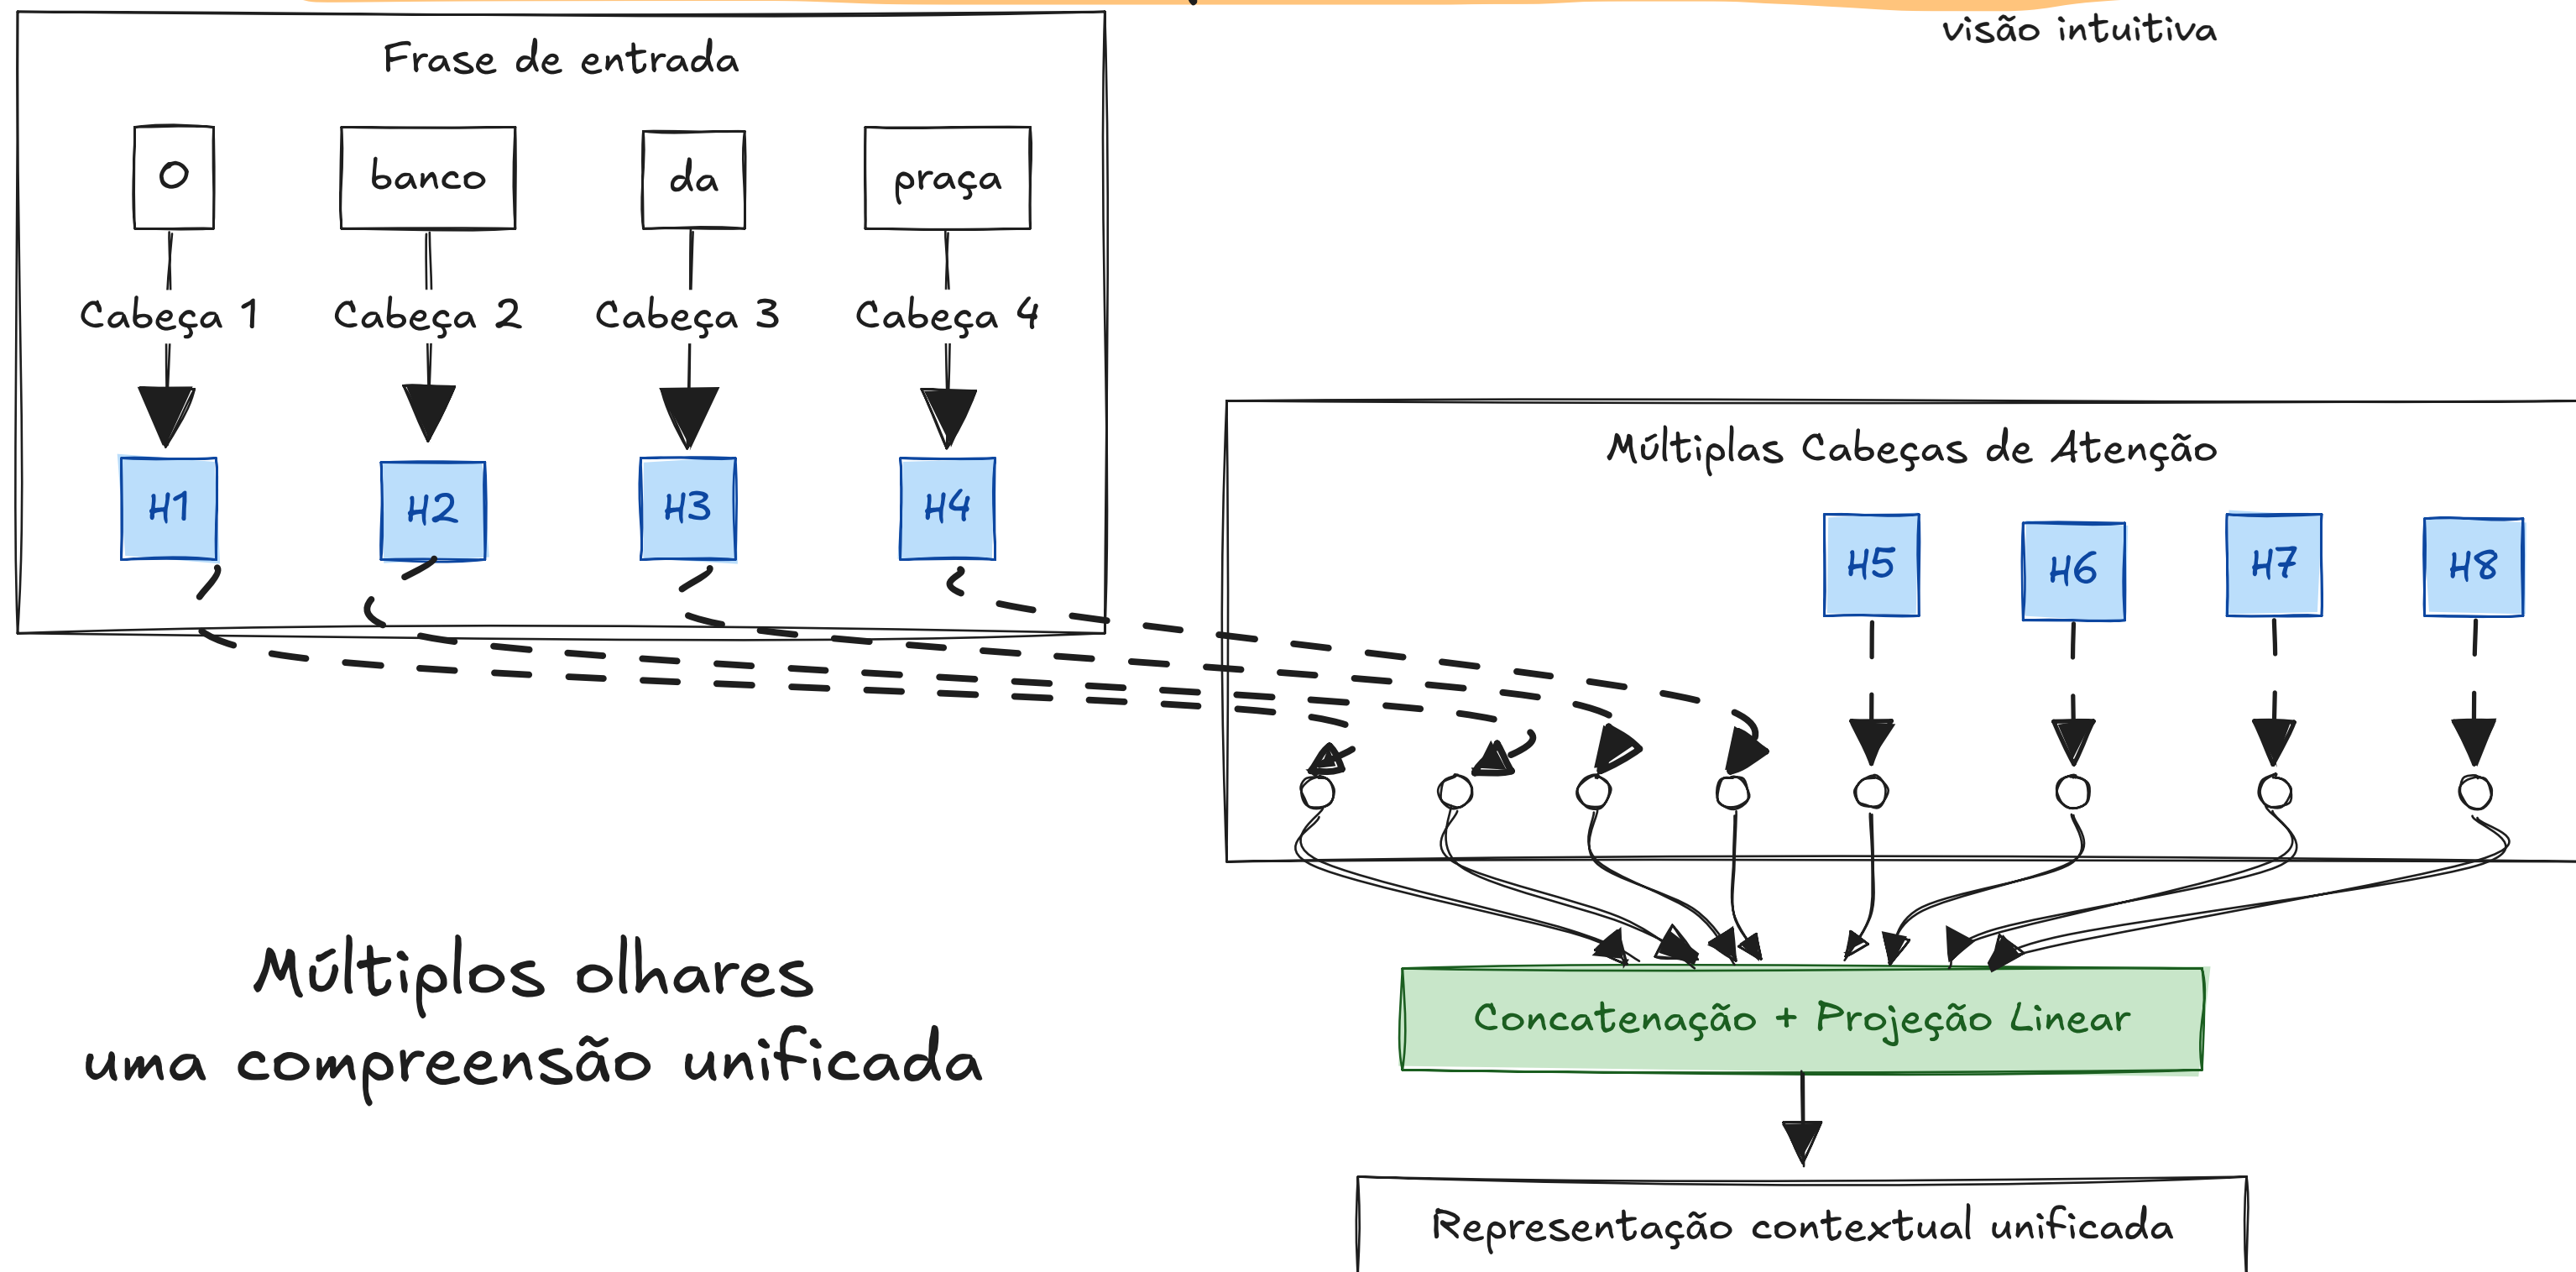 visão intuitiva
Frase de entrada
O banco da praça
Cabeça 1 Cabeça 2 Cabeça 3 Cabeça 4
H1 H2 H3 H4
Múltiplas Cabeças de Atenção
H5 H6 H7 H8
Múltiplos olhares
uma compreensão unificada
Concatenação + Projeção Linear
Representação contextual unificada